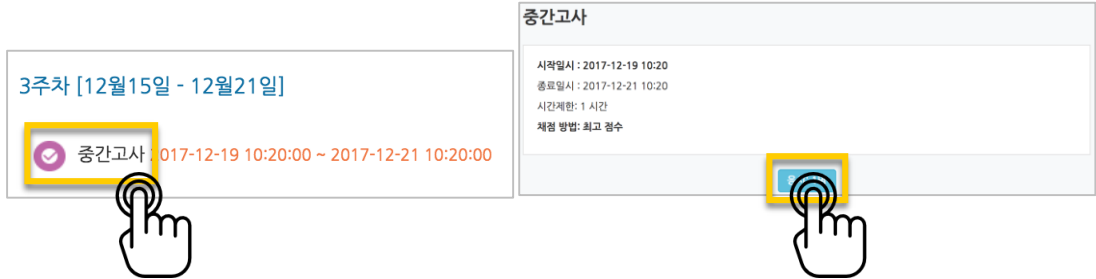 3주차 [12월15일 - 12월21일]
중간고사 2017-12-19 10:20:00 ~ 2017-12-21 10:20:00
중간고사
시작일시 : 2017-12-19 10:20
종료일시 : 2017-12-21 10:20
시간제한: 1 시간
채점 방법: 최고 점수